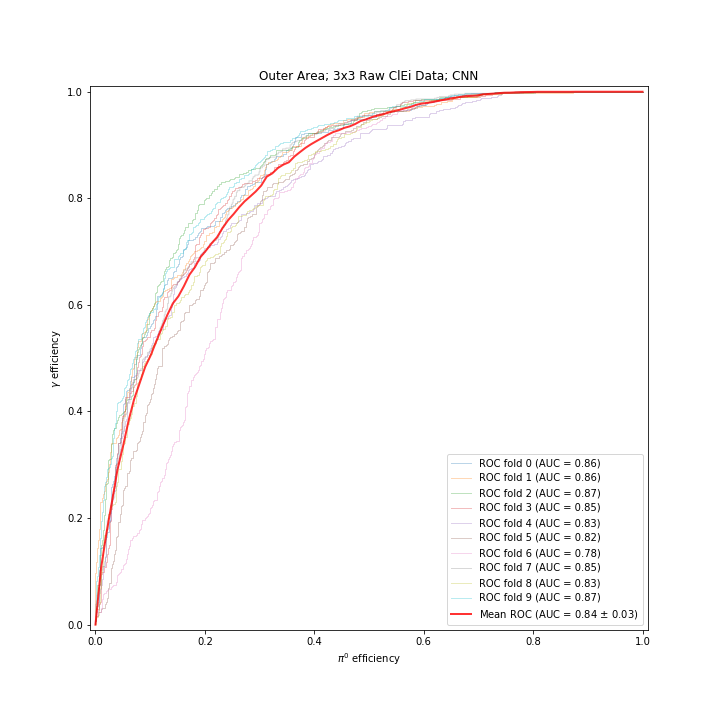 Outer Area; 3x3 Raw ClEi Data; CNN
1.0
0.8
0.6
0.4
0.2
0.0
γ efficiency
ROC fold 0 (AUC = 0.86)
ROC fold 1 (AUC = 0.86)
ROC fold 2 (AUC = 0.87)
ROC fold 3 (AUC = 0.85)
ROC fold 4 (AUC = 0.83)
ROC fold 5 (AUC = 0.82)
ROC fold 6 (AUC = 0.78)
ROC fold 7 (AUC = 0.85)
ROC fold 8 (AUC = 0.83)
ROC fold 9 (AUC = 0.87)
Mean ROC (AUC = 0.84 ± 0.03)
0.0 0.2 0.4 0.6 0.8 1.0
π⁰ efficiency